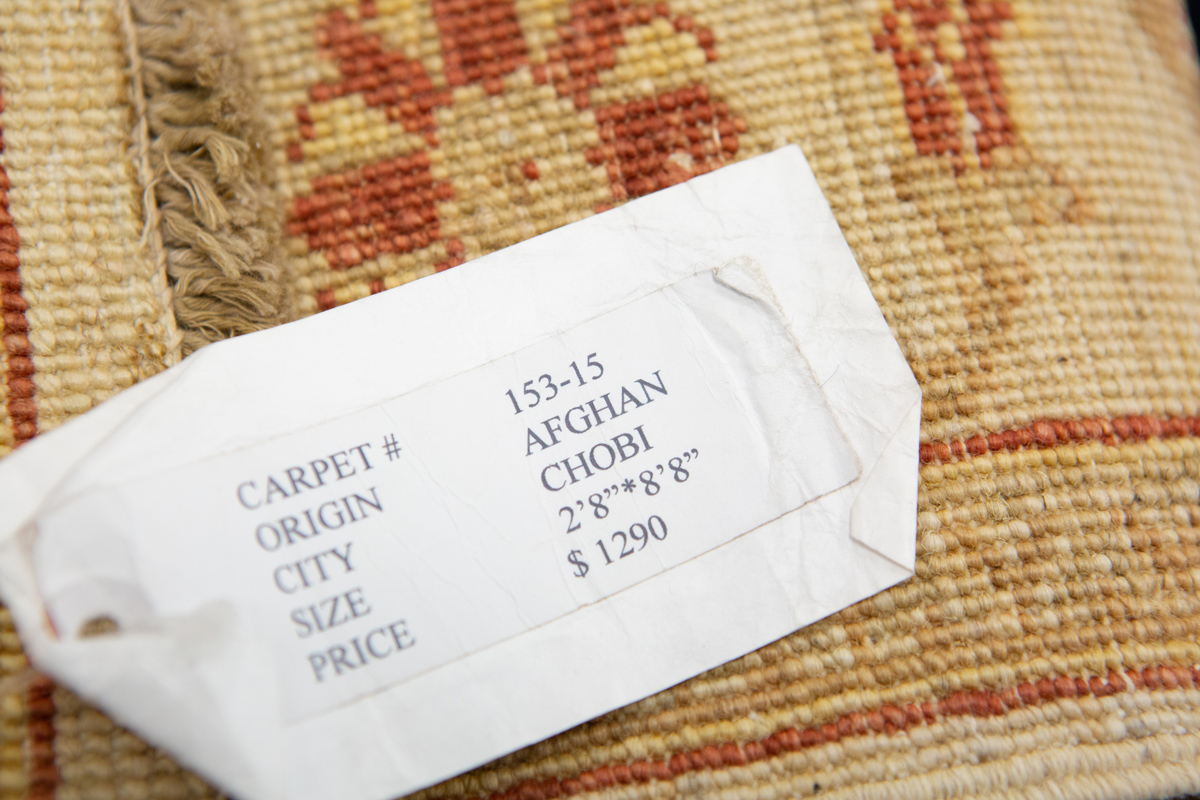 CARPET # 153-15
ORIGIN AFGHAN
CITY CHOBI
SIZE 2’8”*8’8”
PRICE $ 1290